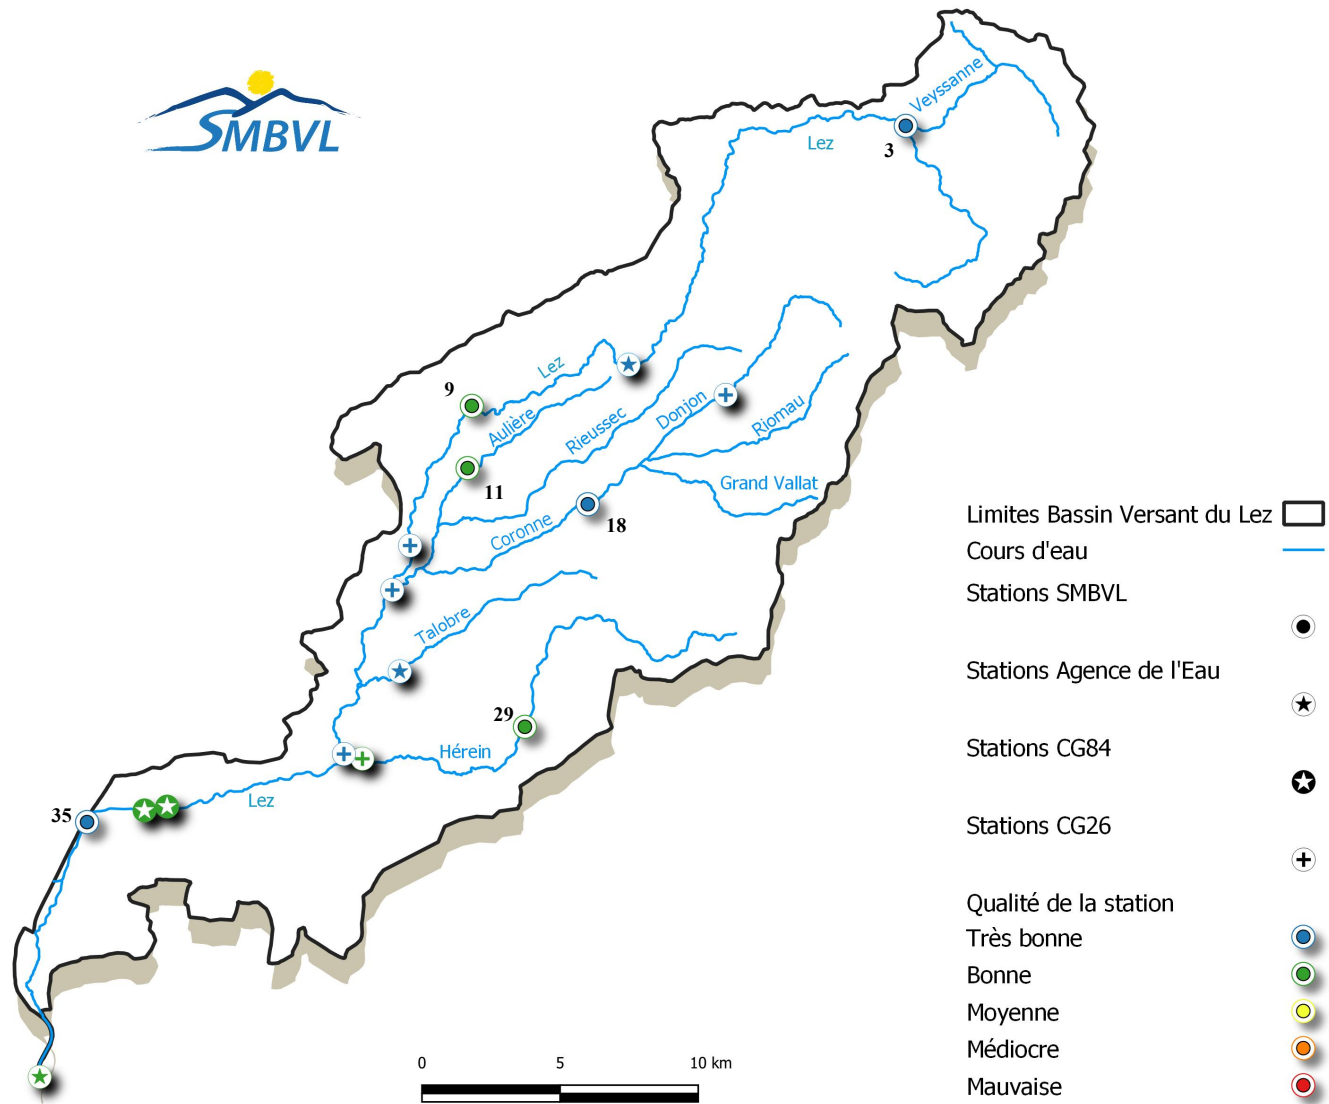 SMBVL
Veyssanne
Lez
3
Lez
9
Aulière
Rieussec
Donjon
Riomau
11
Grand Vallat
18
Coronne
Talobre
29
Hérein
Lez
35
Limites Bassin Versant du Lez
Cours d'eau
Stations SMBVL
Stations Agence de l'Eau
Stations CG84
Stations CG26
Qualité de la station
Très bonne
Bonne
Moyenne
Médiocre
Mauvaise
0 5 10 km